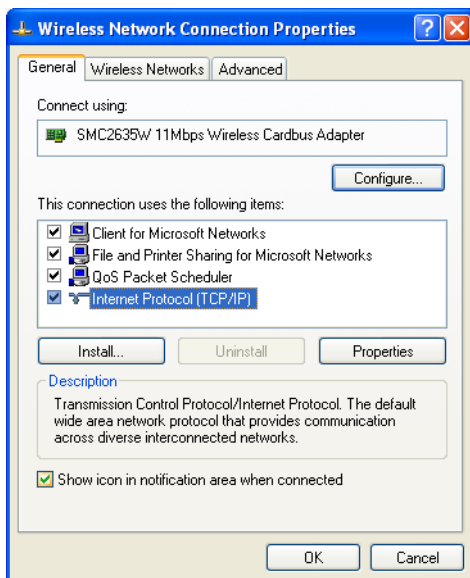 Wireless Network Connection Properties
General Wireless Networks Advanced
Connect using:
SMC2635W 11Mbps Wireless Cardbus Adapter
Configure...
This connection uses the following items:
Client for Microsoft Networks
File and Printer Sharing for Microsoft Networks
QoS Packet Scheduler
Internet Protocol (TCP/IP)
Install... Uninstall Properties
Description
Transmission Control Protocol/Internet Protocol. The default
wide area network protocol that provides communication
across diverse interconnected networks.
Show icon in notification area when connected
OK Cancel